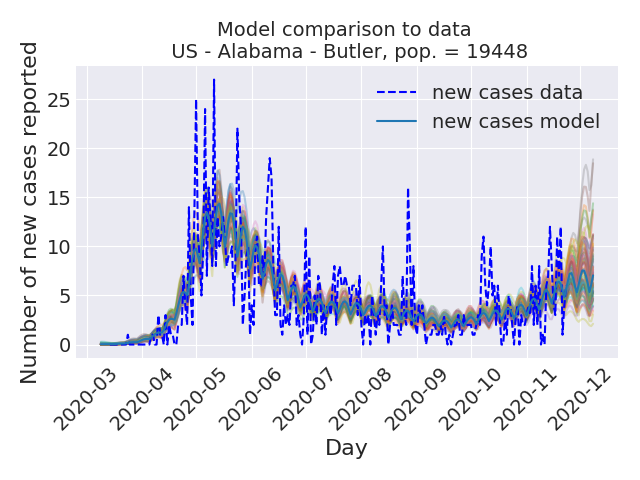 Model comparison to data
US - Alabama - Butler, pop. = 19448
Number of new cases reported
25
20
15
10
5
0
new cases data
new cases model
2020-03
2020-04
2020-05
2020-06
2020-07
2020-08
2020-09
2020-10
2020-11
2020-12
Day